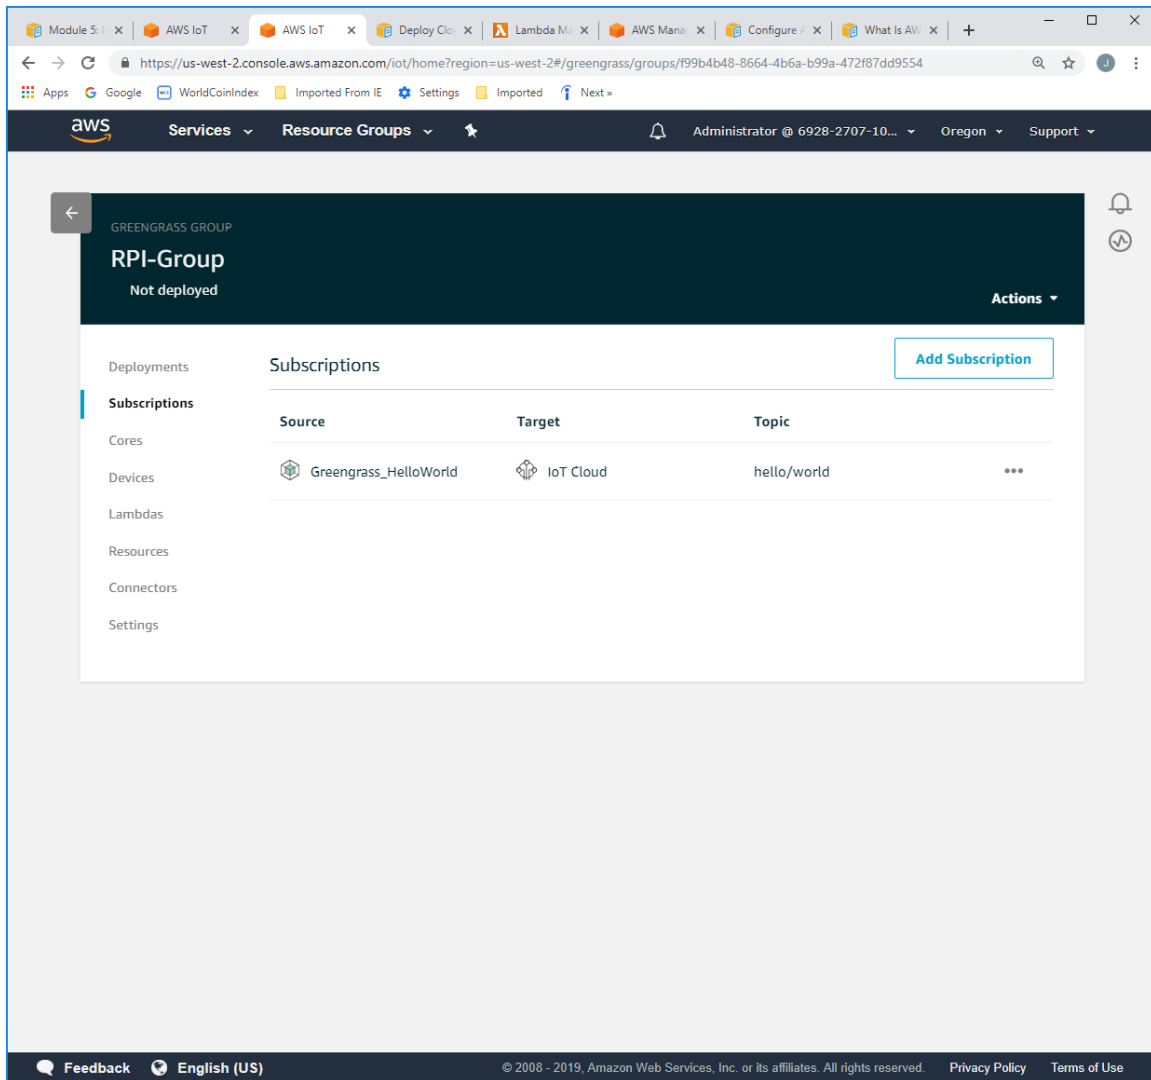 Module 5: I
AWS IoT
AWS IoT
Deploy Clo
Lambda Ma
AWS Mana
Configure A
What Is AW
https://us-west-2.console.aws.amazon.com/iot/home?region=us-west-2#/greengrass/groups/f99b4b48-8664-4b6a-b99a-472f87dd9554
J
Apps Google WorldCoinIndex Imported From IE Settings Imported Next »
aws Services Resource Groups Administrator @ 6928-2707-10... Oregon Support
GREENGRASS GROUP
RPI-Group
Not deployed
Actions
Deployments
Subscriptions
Cores
Devices
Lambdas
Resources
Connectors
Settings
Subscriptions
Add Subscription
Source Target Topic
Greengrass_HelloWorld IoT Cloud hello/world
Feedback English (US) © 2008 - 2019, Amazon Web Services, Inc. or its affiliates. All rights reserved. Privacy Policy Terms of Use